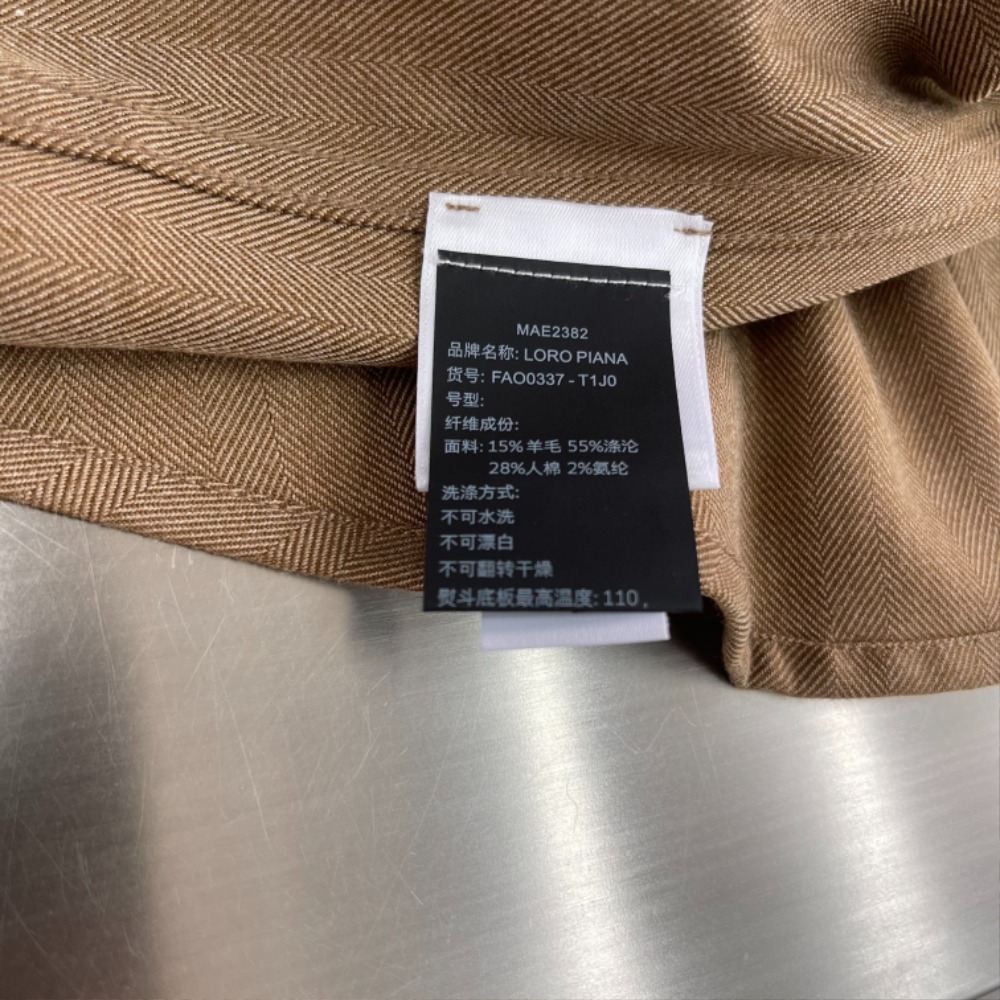 MAE2382
品牌名称: LORO PIANA
货号: FAO0337 - T1J0
号型:
纤维成份:
面料: 15%羊毛 55%涤沦
28%人棉 2%氨纶
洗涤方式:
不可水洗
不可漂白
不可翻转干燥
熨斗底板最高温度: 110 。